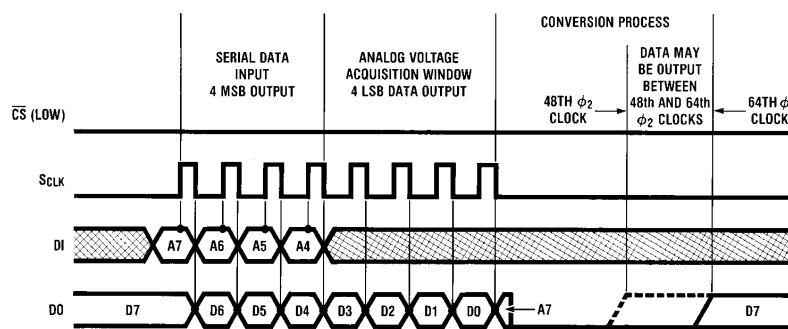 CONVERSION PROCESS
SERIAL DATA
INPUT
4 MSB OUTPUT
ANALOG VOLTAGE
ACQUISITION WINDOW
4 LSB DATA OUTPUT
DATA MAY
BE OUTPUT
BETWEEN
48th AND 64th
ϕ2 CLOCKS
48TH ϕ2
CLOCK
64TH ϕ
CLOCK
CS (LOW)
SCLK
DI
A7 A6 A5 A4
DO
D7 D6 D5 D4 D3 D2 D1 D0 A7 D7